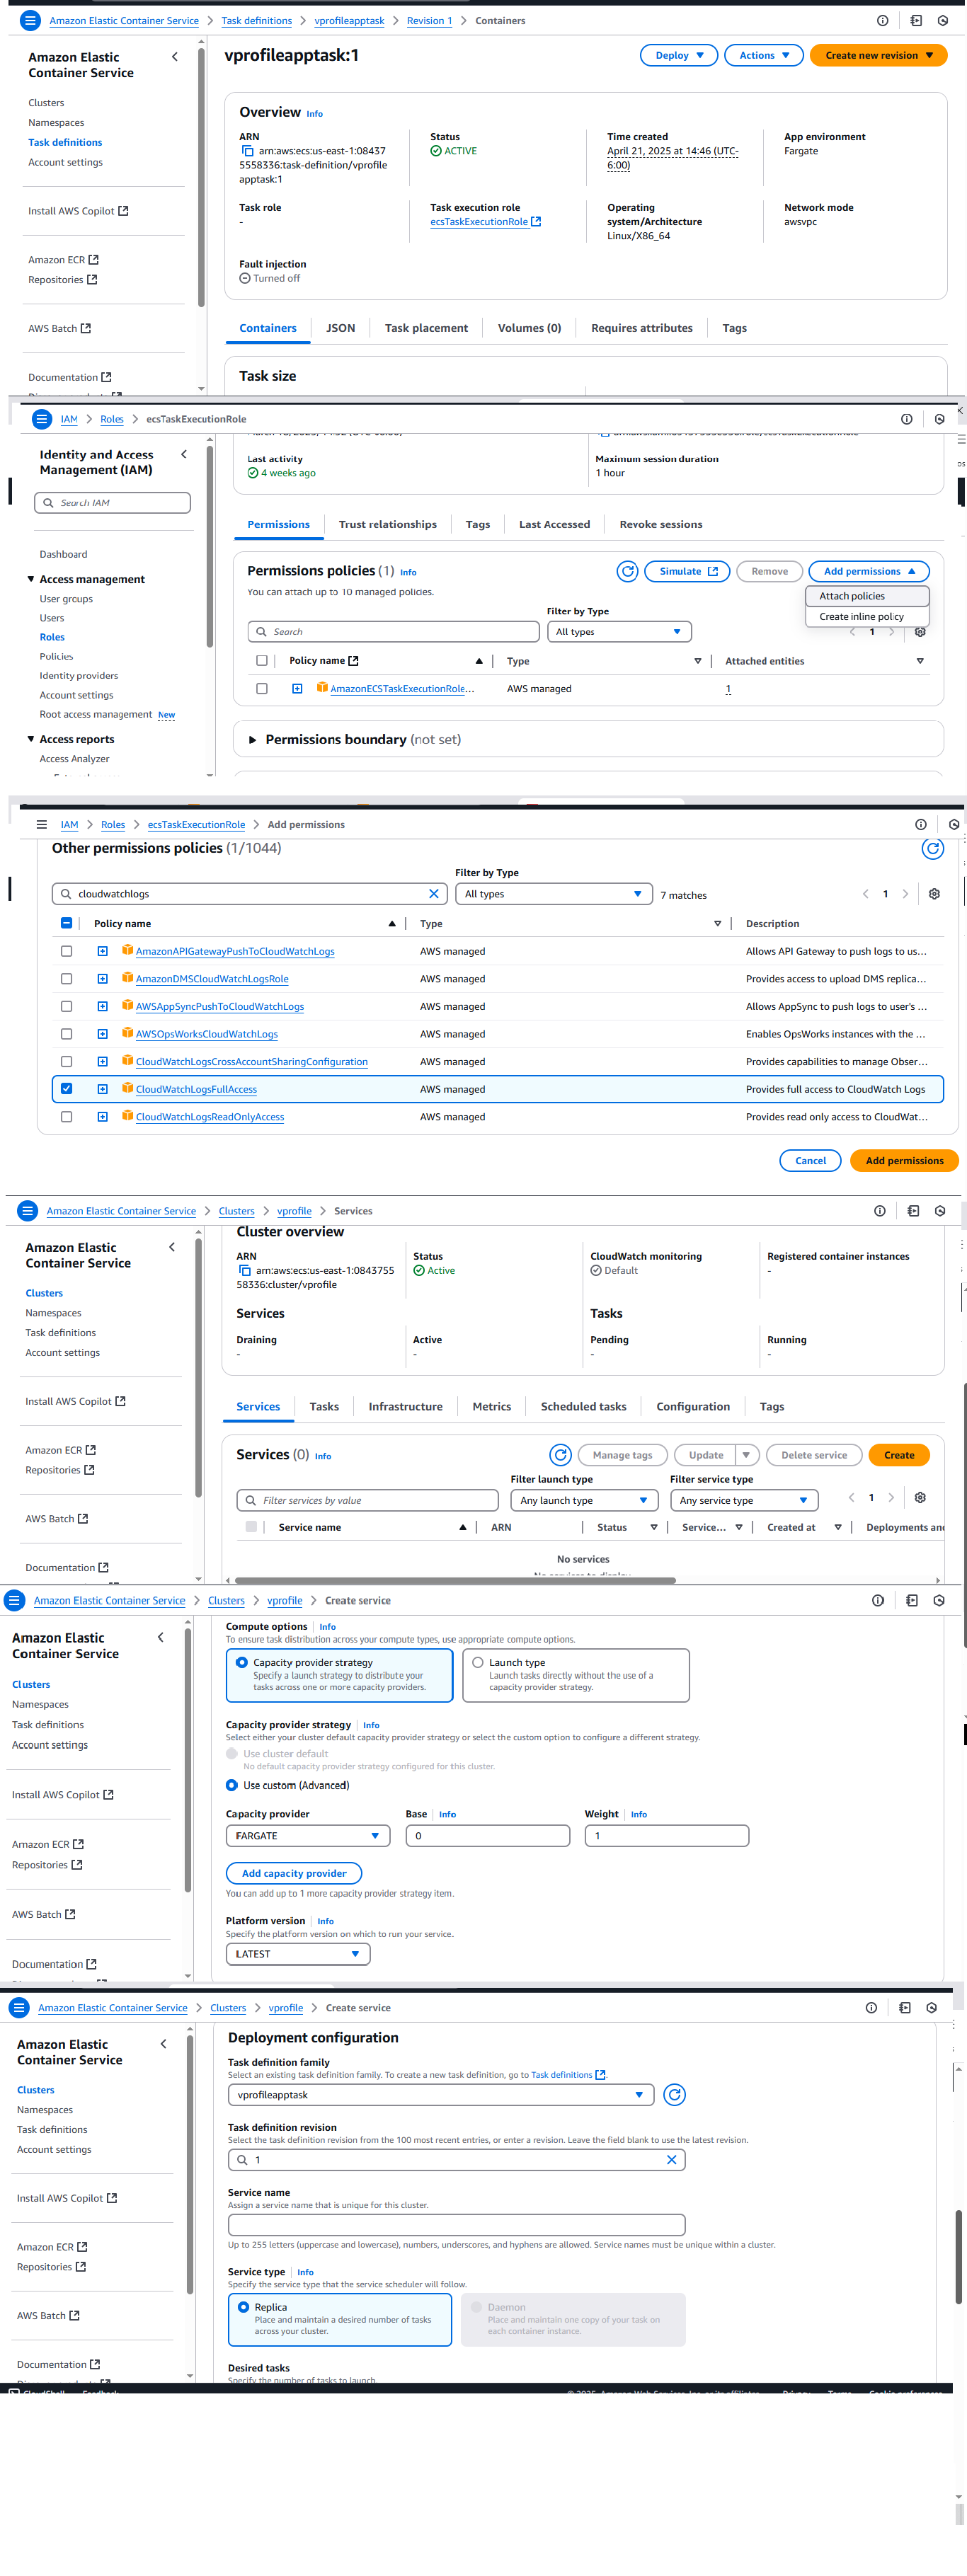 Amazon Elastic Container Service > Task definitions > vprofileapptask > Revision 1 > Containers
Amazon Elastic
Container Service
Clusters
Namespaces
Task definitions
Account settings
Install AWS Copilot
Amazon ECR
Repositories
AWS Batch
Documentation
vprofileapptask:1
Deploy
Actions
Create new revision
Overview Info
ARN
arn:aws:ecs:us-east-1:08437
5558336:task-definition/vprofile
apptask:1
Status
ACTIVE
Time created
April 21, 2025 at 14:46 (UTC-
6:00)
App environment
Fargate
Task role
-
Task execution role
ecsTaskExecutionRole
Operating
system/Architecture
Linux/X86_64
Network mode
awsvpc
Fault injection
Turned off
Containers JSON Task placement Volumes (0) Requires attributes Tags
Task size
IAM > Roles > ecsTaskExecutionRole
Identity and Access
Management (IAM)
Search IAM
Dashboard
Access management
User groups
Users
Roles
Policies
Identity providers
Account settings
Root access management New
Access reports
Access Analyzer
Last activity
4 weeks ago
Maximum session duration
1 hour
Permissions Trust relationships Tags Last Accessed Revoke sessions
Permissions policies (1) Info
You can attach up to 10 managed policies.
Simulate
Remove
Add permissions
Attach policies
Create inline policy
Filter by Type
Search
All types
1
Policy name Type Attached entities
AmazonECSTaskExecutionRole... AWS managed 1
Permissions boundary (not set)
IAM > Roles > ecsTaskExecutionRole > Add permissions
Other permissions policies (1/1044)
Filter by Type
cloudwatchlogs
All types
7 matches
1
Policy name Type Description
AmazonAPIGatewayPushToCloudWatchLogs AWS managed Allows API Gateway to push logs to us...
AmazonDMSCloudWatchLogsRole AWS managed Provides access to upload DMS replica...
AWSAppSyncPushToCloudWatchLogs AWS managed Allows AppSync to push logs to user's ...
AWSOpsWorksCloudWatchLogs AWS managed Enables OpsWorks instances with the ...
CloudWatchLogsCrossAccountSharingConfiguration AWS managed Provides capabilities to manage Obser...
CloudWatchLogsFullAccess AWS managed Provides full access to CloudWatch Logs
CloudWatchLogsReadOnlyAccess AWS managed Provides read only access to CloudWat...
Cancel
Add permissions
Amazon Elastic Container Service > Clusters > vprofile > Services
Amazon Elastic
Container Service
Clusters
Namespaces
Task definitions
Account settings
Install AWS Copilot
Amazon ECR
Repositories
AWS Batch
Documentation
Cluster overview
ARN
arn:aws:ecs:us-east-1:0843755
58336:cluster/vprofile
Status
Active
CloudWatch monitoring
Default
Registered container instances
-
Services
Tasks
Draining
-
Active
-
Pending
-
Running
-
Services Tasks Infrastructure Metrics Scheduled tasks Configuration Tags
Services (0) Info
Manage tags
Update
Delete service
Create
Filter launch type
Filter service type
Filter services by value
Any launch type
Any service type
1
Service name ARN Status Service... Created at Deployments and
No services
No services to display
Amazon Elastic Container Service > Clusters > vprofile > Create service
Amazon Elastic
Container Service
Clusters
Namespaces
Task definitions
Account settings
Install AWS Copilot
Amazon ECR
Repositories
AWS Batch
Documentation
Compute options Info
To ensure task distribution across your compute types, use appropriate compute options.
Capacity provider strategy
Specify a launch strategy to distribute your
tasks across one or more capacity providers.
Launch type
Launch tasks directly without the use of a
capacity provider strategy.
Capacity provider strategy Info
Select either your cluster default capacity provider strategy or select the custom option to configure a different strategy.
Use cluster default
No default capacity provider strategy configured for this cluster.
Use custom (Advanced)
Capacity provider Base Info Weight Info
FARGATE 0 1
Add capacity provider
You can add up to 1 more capacity provider strategy item.
Platform version Info
Specify the platform version on which to run your service.
LATEST
Amazon Elastic Container Service > Clusters > vprofile > Create service
Amazon Elastic
Container Service
Clusters
Namespaces
Task definitions
Account settings
Install AWS Copilot
Amazon ECR
Repositories
AWS Batch
Documentation
Deployment configuration
Task definition family
Select an existing task definition family. To create a new task definition, go to Task definitions.
vprofileapptask
Task definition revision
Select the task definition revision from the 100 most recent entries, or enter a revision. Leave the field blank to use the latest revision.
1
Service name
Assign a service name that is unique for this cluster.
Up to 255 letters (uppercase and lowercase), numbers, underscores, and hyphens are allowed. Service names must be unique within a cluster.
Service type Info
Specify the service type that the service scheduler will follow.
Replica
Place and maintain a desired number of tasks
across your cluster.
Daemon
Place and maintain one copy of your task on
each container instance.
Desired tasks
Specify the number of tasks to launch.
CloudShell Feedback
© 2025, Amazon Web Services, Inc. or its affiliates. Privacy Terms Cookie preferences